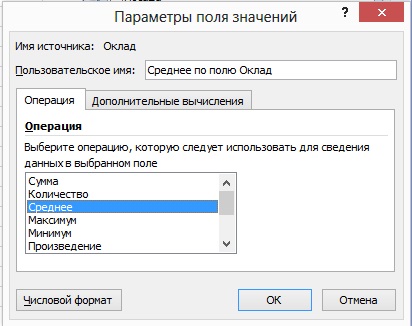 Параметры поля значений ? ×
Имя источника: Оклад
Пользовательское имя: Среднее по полю Оклад
Операция Дополнительные вычисления
Операция
Выберите операцию, которую следует использовать для сведения
данных в выбранном поле
Сумма
Количество
Среднее
Максимум
Минимум
Произведение
Числовой формат ОК Отмена